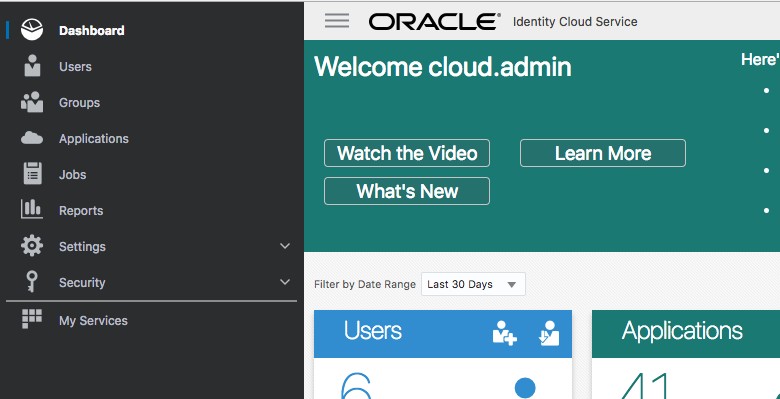 Dashboard
Users
Groups
Applications
Jobs
Reports
Settings
Security
My Services
ORACLE® Identity Cloud Service
Welcome cloud.admin
Here'
Watch the Video
Learn More
What's New
Filter by Date Range
Last 30 Days
Users
Applications
6
41